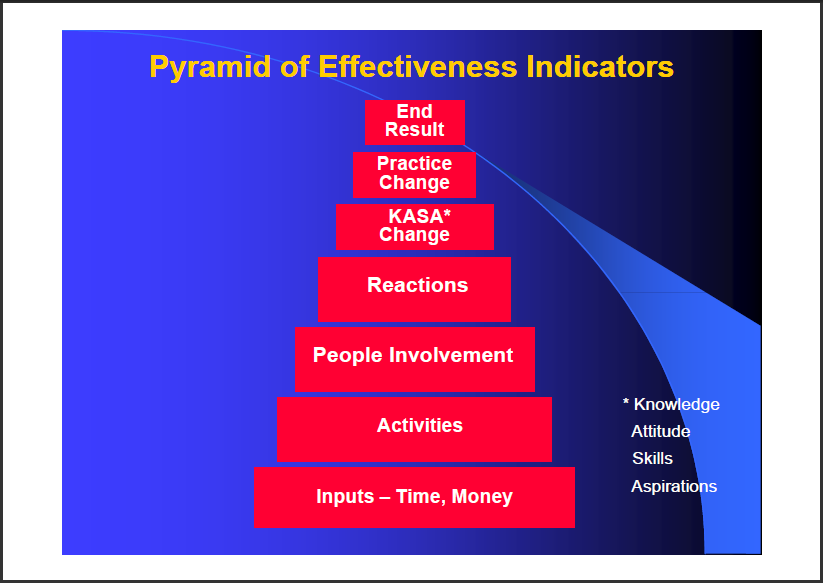 Pyramid of Effectiveness Indicators
End
Result
Practice
Change
KASA*
Change
Reactions
People Involvement
Activities
Inputs – Time, Money
* Knowledge
Attitude
Skills
Aspirations